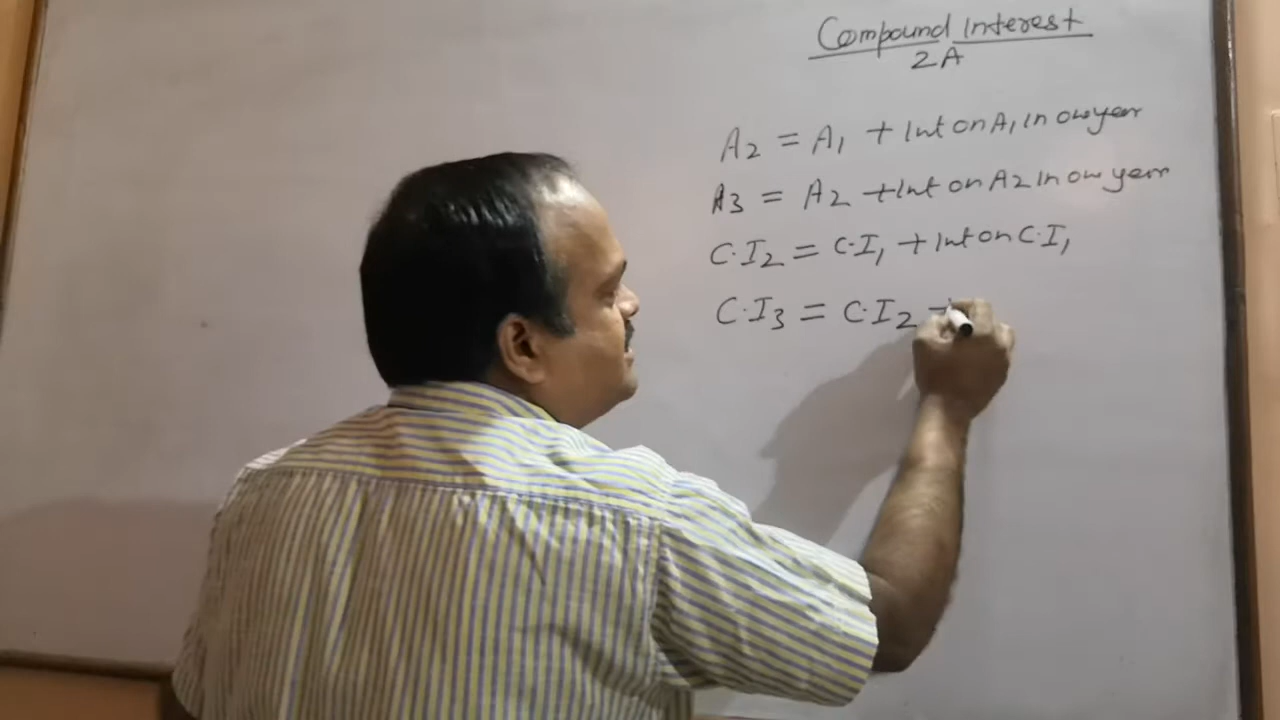 Compound interest
2A
A2 = A1 + Int on A1 in one year
A3 = A2 + Int on A2 in one year
C.I2 = C.I1 + Int on C.I1
C.I3 = C.I2 +